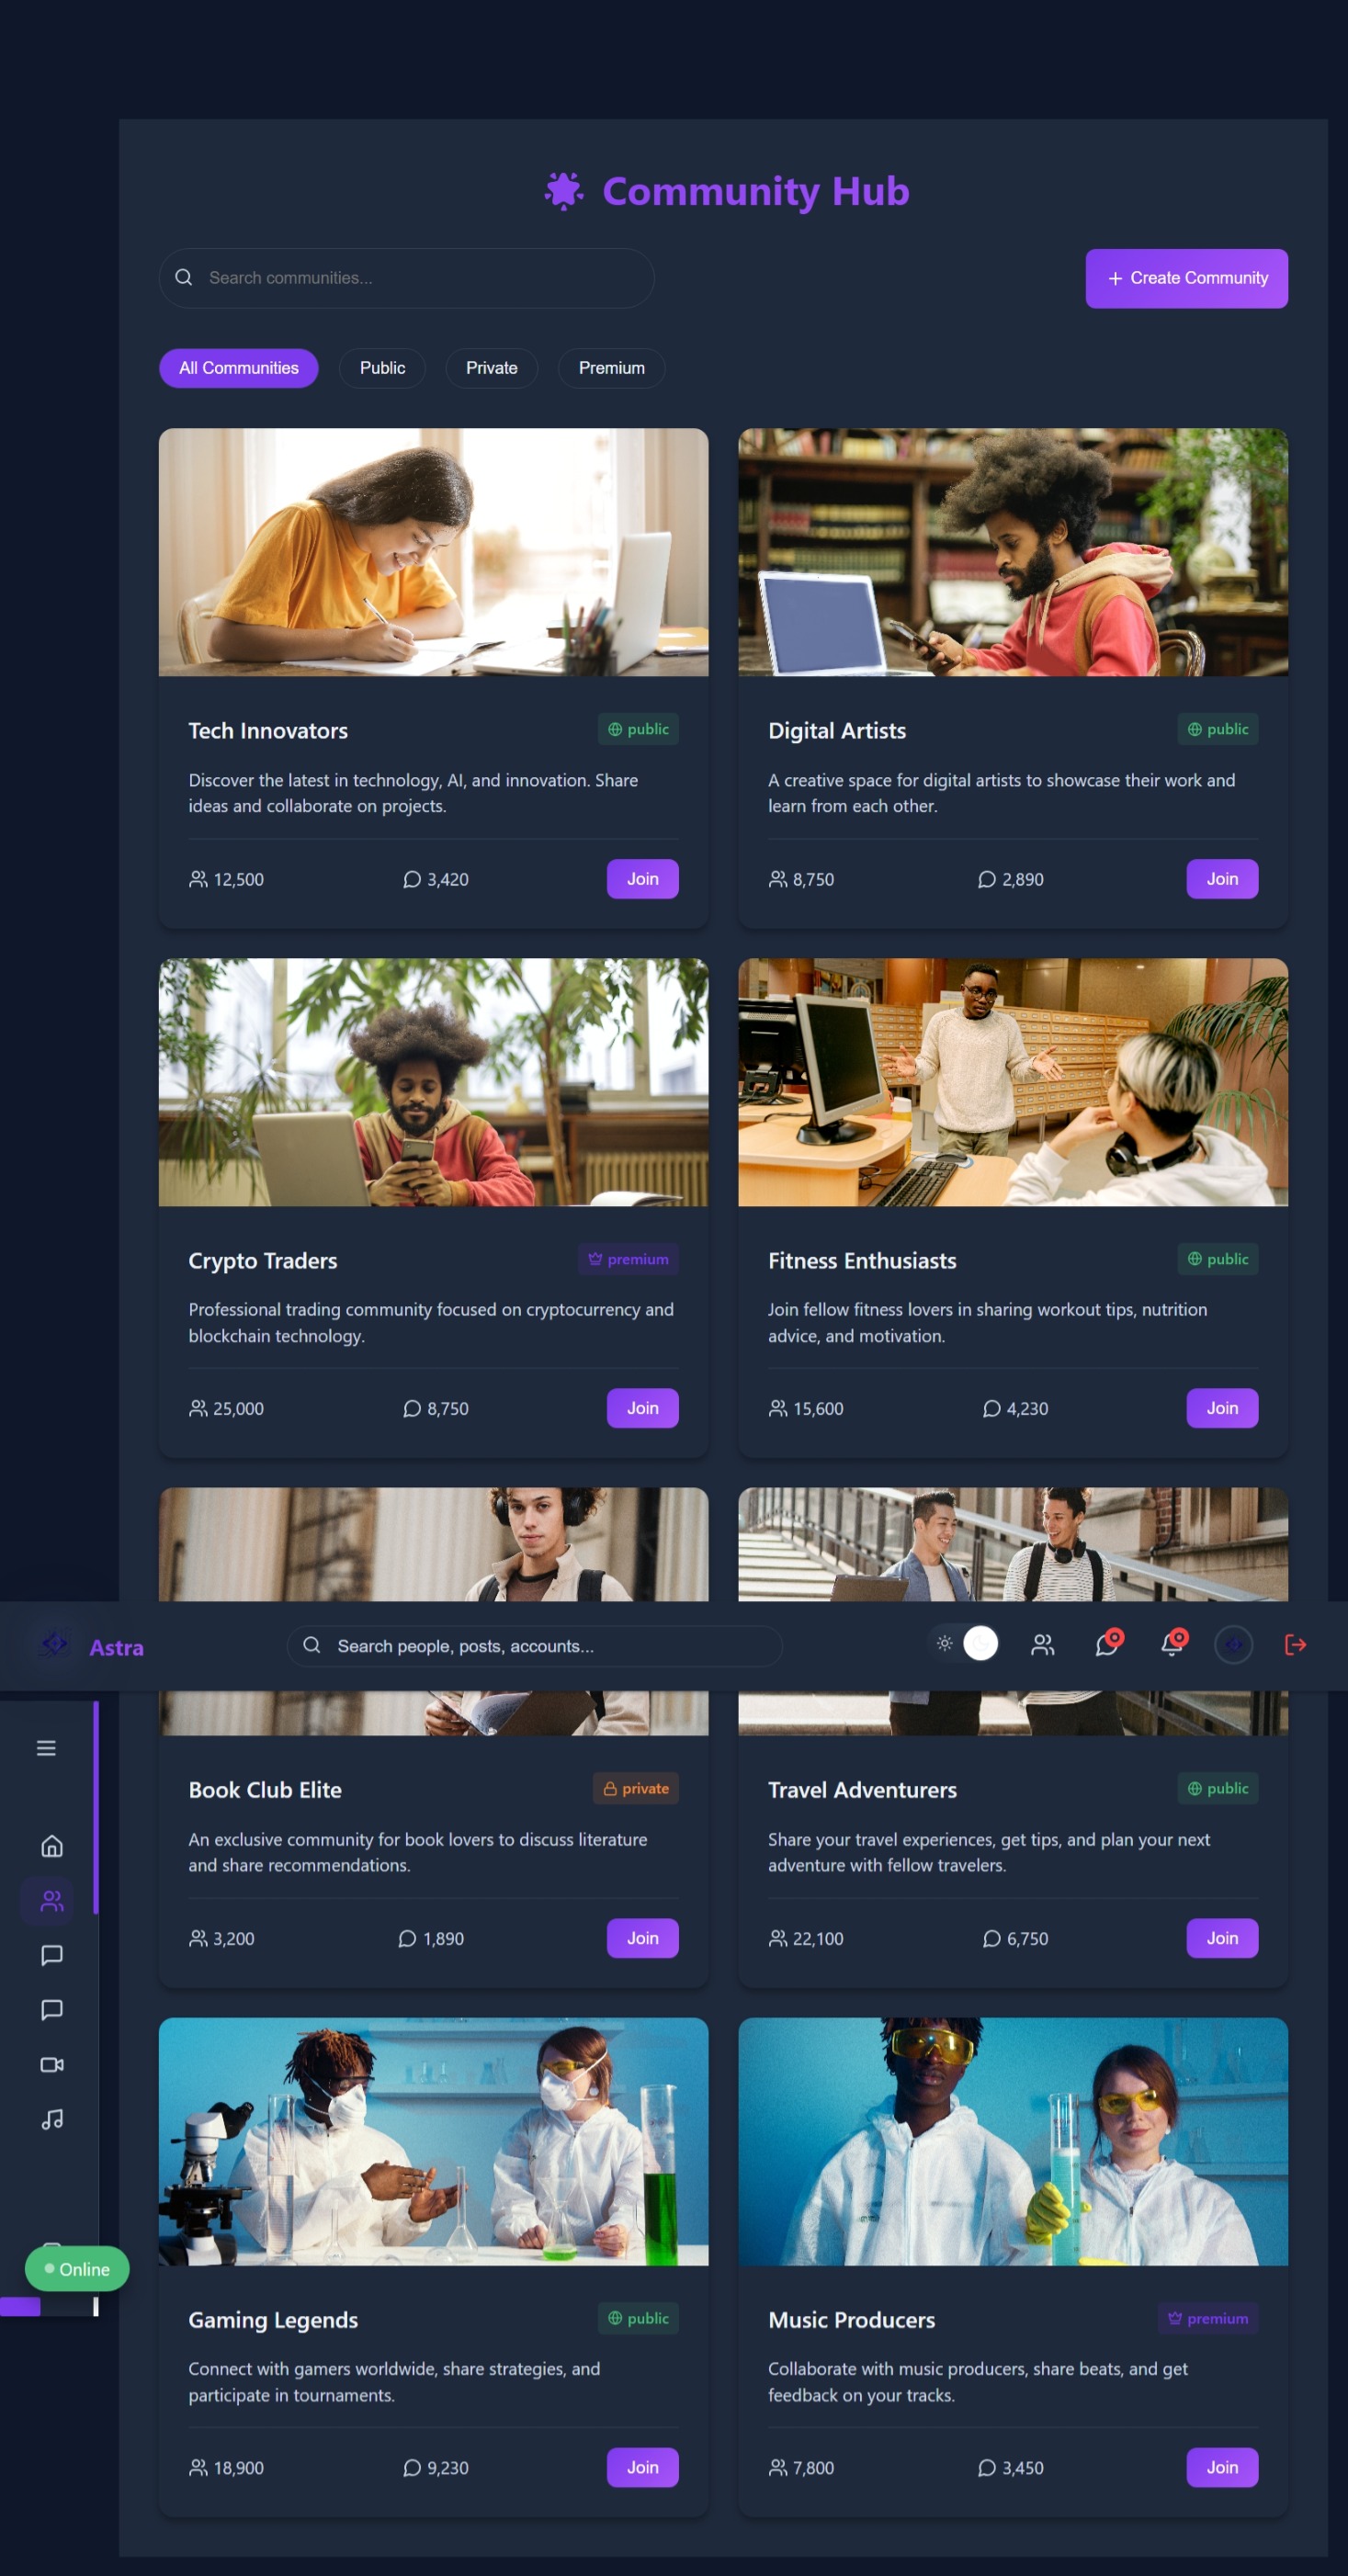 Community Hub
Search communities...
Create Community
All Communities
Public
Private
Premium
Tech Innovators
public
Discover the latest in technology, AI, and innovation. Share
ideas and collaborate on projects.
12,500
3,420
Join
Digital Artists
public
A creative space for digital artists to showcase their work and
learn from each other.
8,750
2,890
Join
Crypto Traders
premium
Professional trading community focused on cryptocurrency and
blockchain technology.
25,000
8,750
Join
Fitness Enthusiasts
public
Join fellow fitness lovers in sharing workout tips, nutrition
advice, and motivation.
15,600
4,230
Join
Astra
Search people, posts, accounts...
0
0
Book Club Elite
private
An exclusive community for book lovers to discuss literature
and share recommendations.
3,200
1,890
Join
Travel Adventurers
public
Share your travel experiences, get tips, and plan your next
adventure with fellow travelers.
22,100
6,750
Join
Online
Gaming Legends
public
Connect with gamers worldwide, share strategies, and
participate in tournaments.
18,900
9,230
Join
Music Producers
premium
Collaborate with music producers, share beats, and get
feedback on your tracks.
7,800
3,450
Join